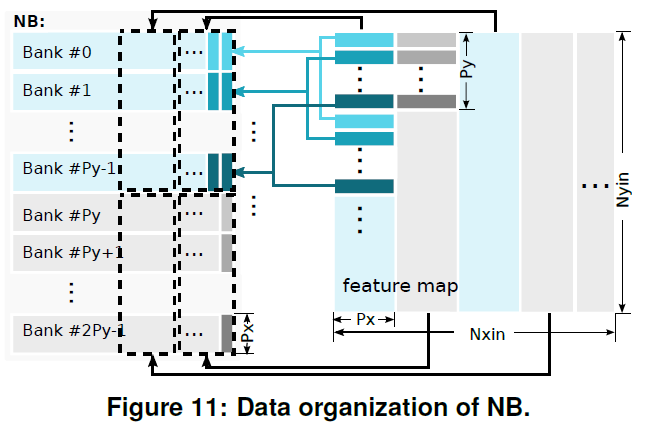 NB:
Bank #0
...
Bank #1
...
Bank #Py-1
...
Bank #Py
...
Bank #Py+1
...
Bank #2Py-1
...
Px
Py
...
Nyin
feature map
Px
Nxin
Figure 11: Data organization of NB.